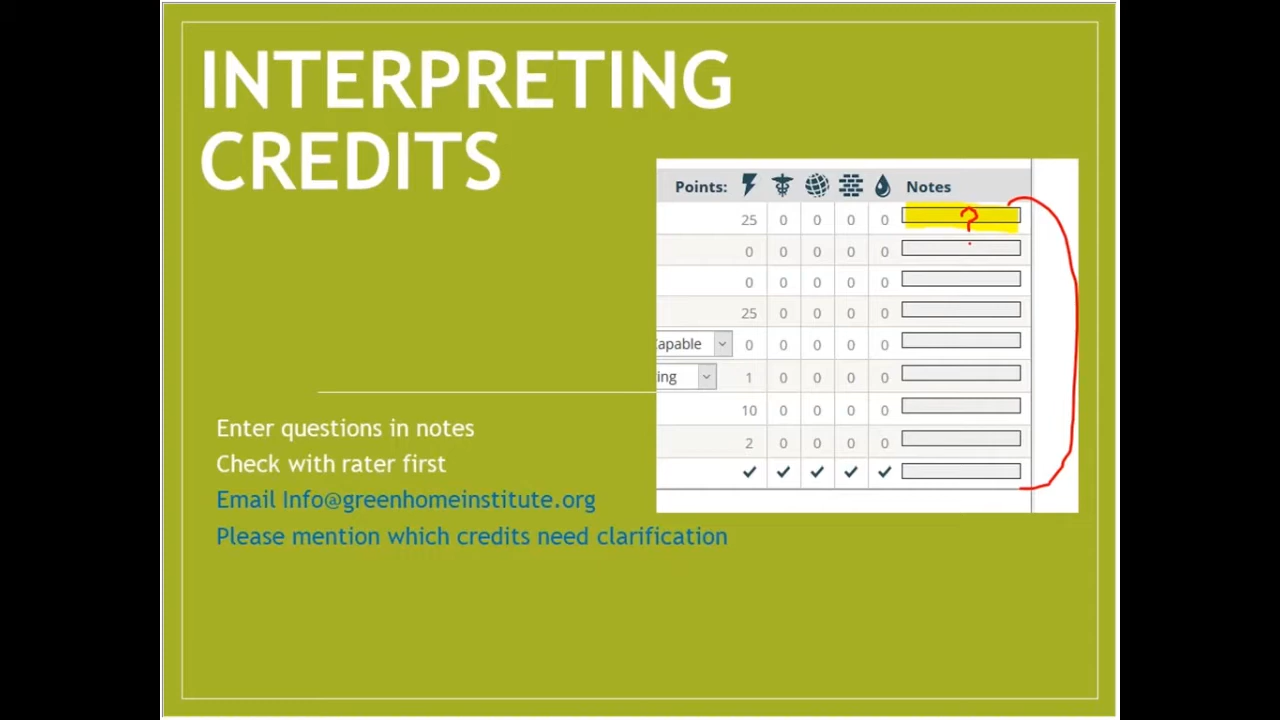 INTERPRETING
CREDITS
Points: Notes
25 0 0 0 0 ?
0 0 0 0 0
0 0 0 0 0
25 0 0 0 0
Capable 0 0 0 0 0
ing 1 0 0 0 0
10 0 0 0 0
2 0 0 0 0
Enter questions in notes
Check with rater first
Email Info@greenhomeinstitute.org
Please mention which credits need clarification